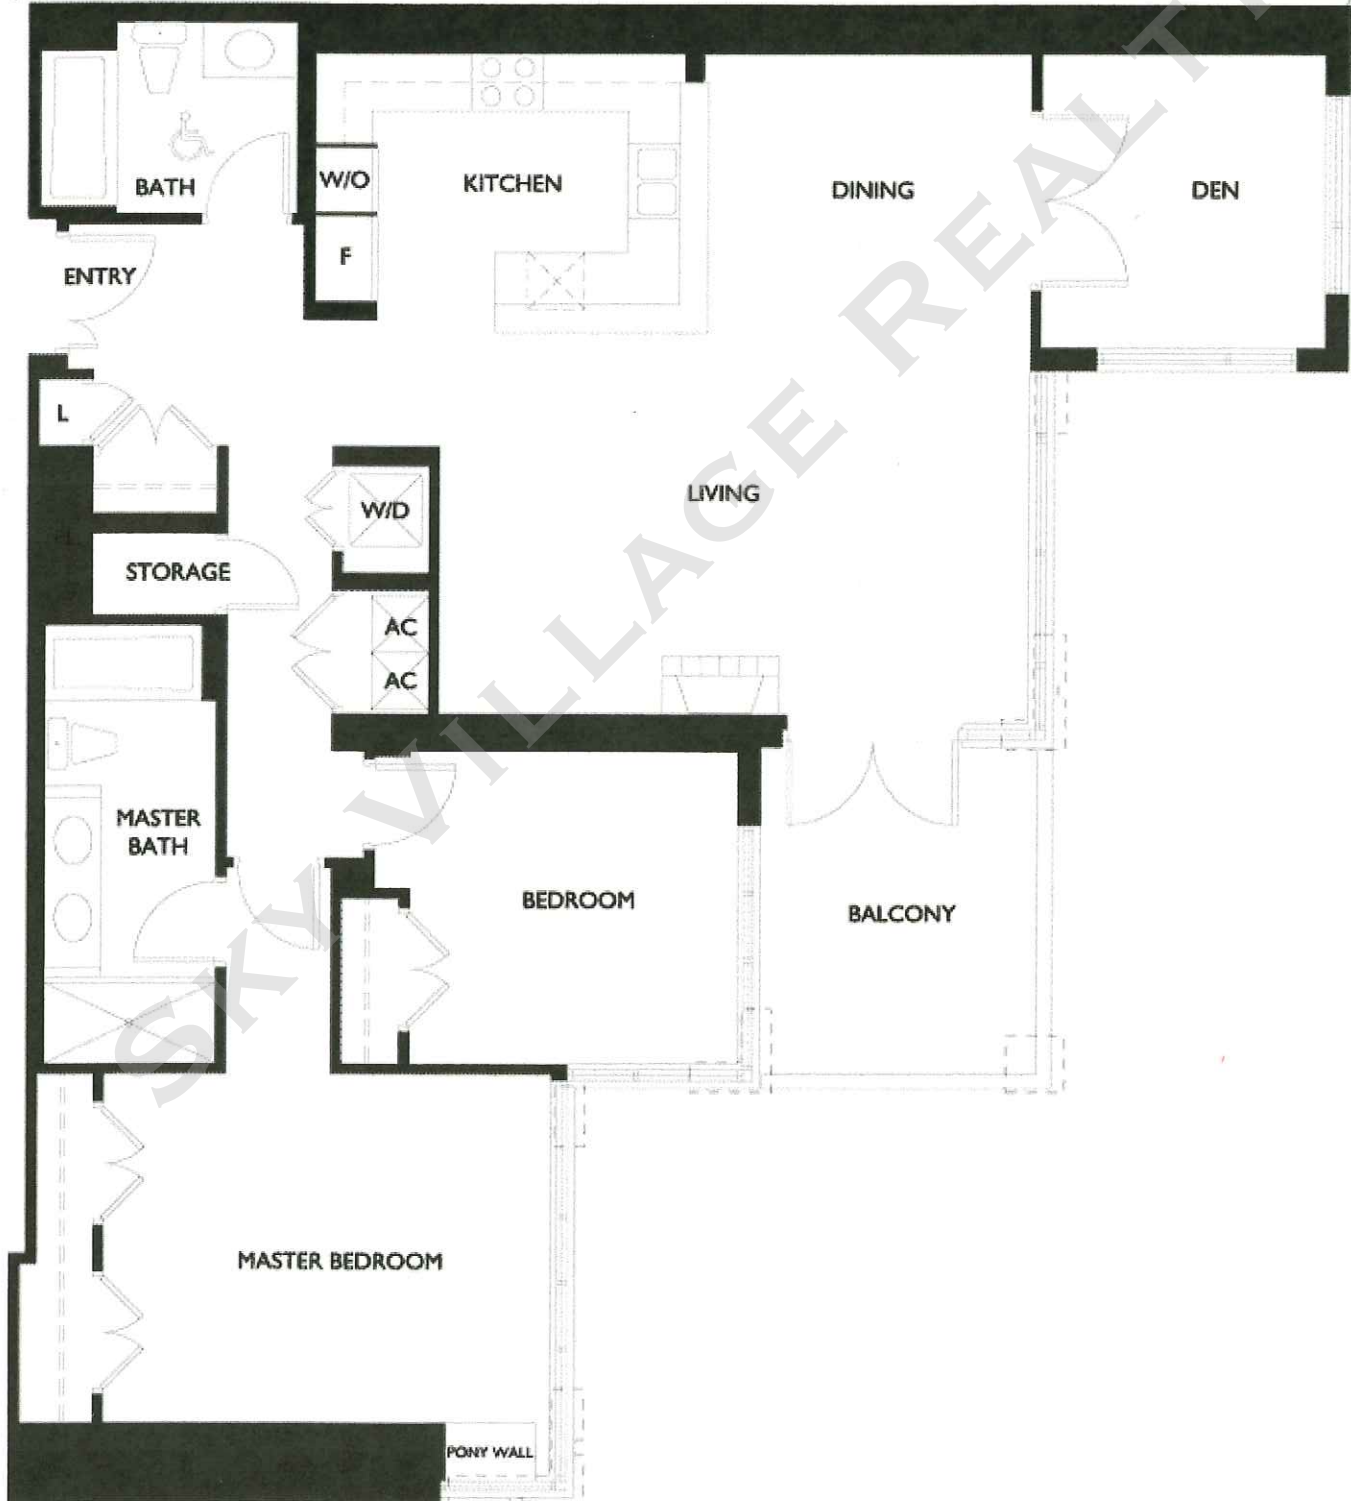 BATH
W/O
KITCHEN
DINING
DEN
F
ENTRY
L
LIVING
W/D
STORAGE
AC
AC
MASTER
BATH
BEDROOM
BALCONY
MASTER BEDROOM
PONY WALL
SKY VILLAGE REALT